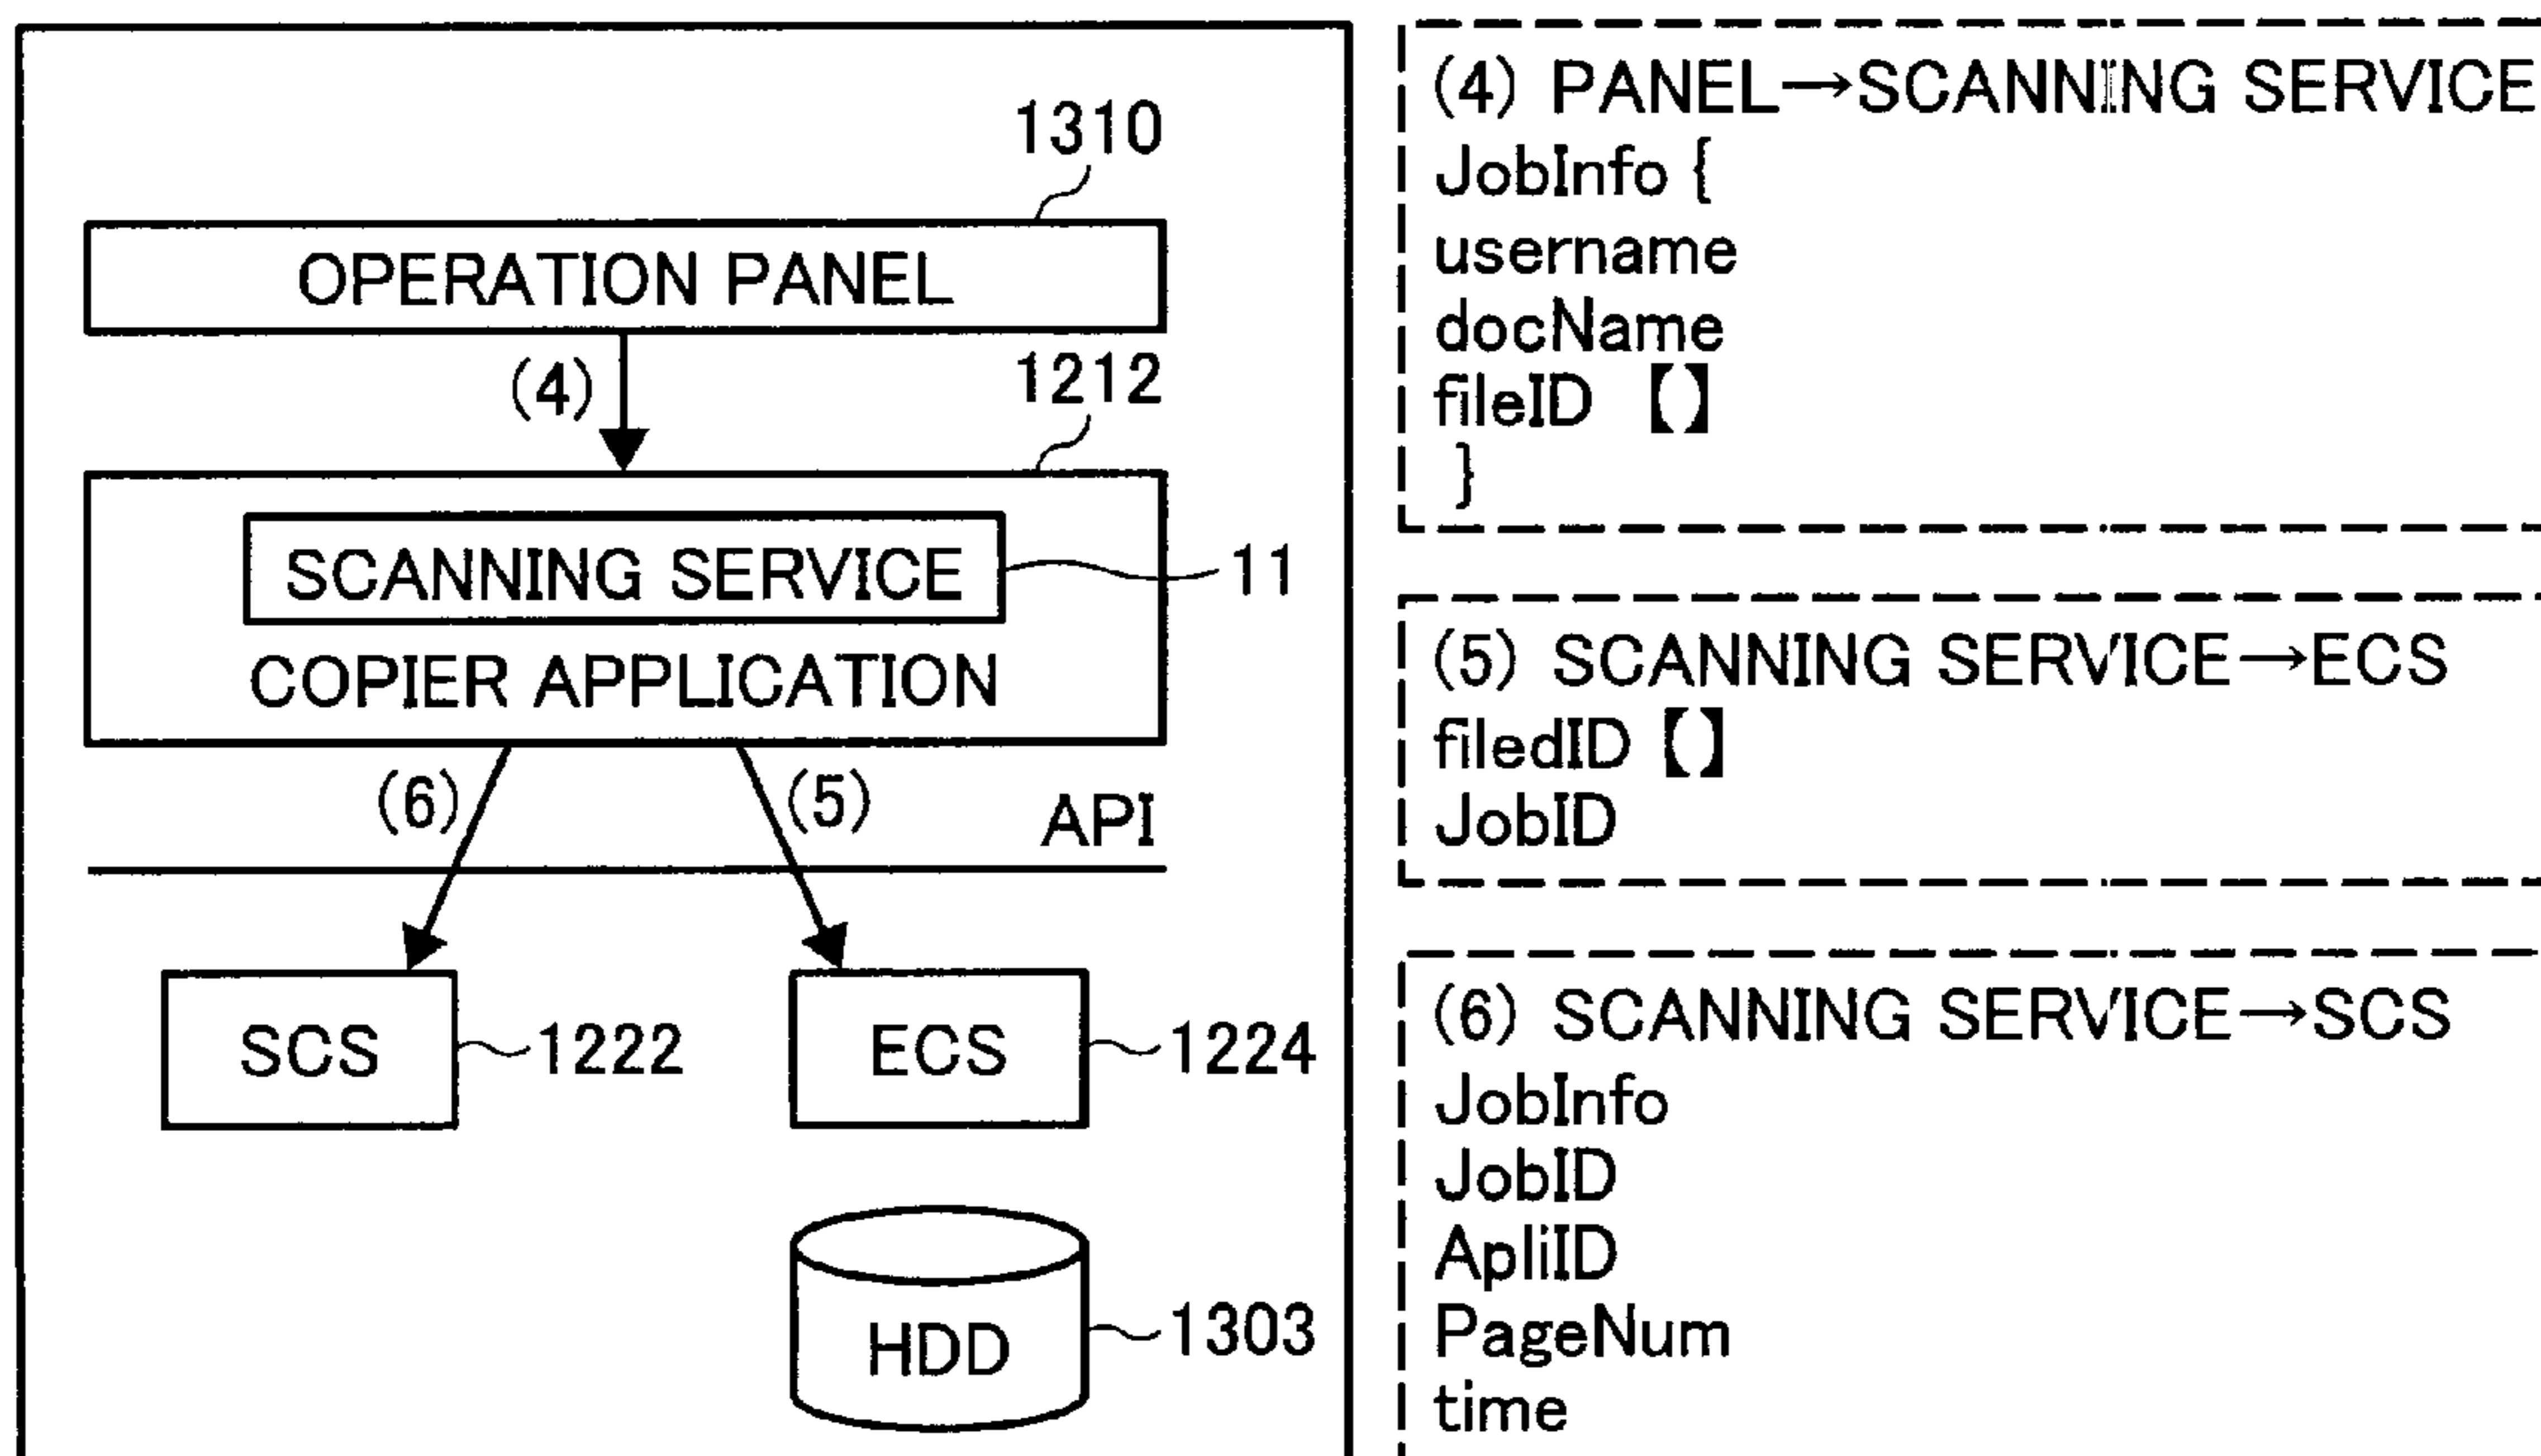 1310
OPERATION PANEL
(4)
1212
SCANNING SERVICE
11
COPIER APPLICATION
(6)
(5)
API
SCS
1222
ECS
1224
HDD
1303
(4) PANEL→SCANNING SERVICE
JobInfo {
username
docName
fileID 【】
}
(5) SCANNING SERVICE→ECS
filedID【】
JobID
(6) SCANNING SERVICE→SCS
JobInfo
JobID
ApliID
PageNum
time